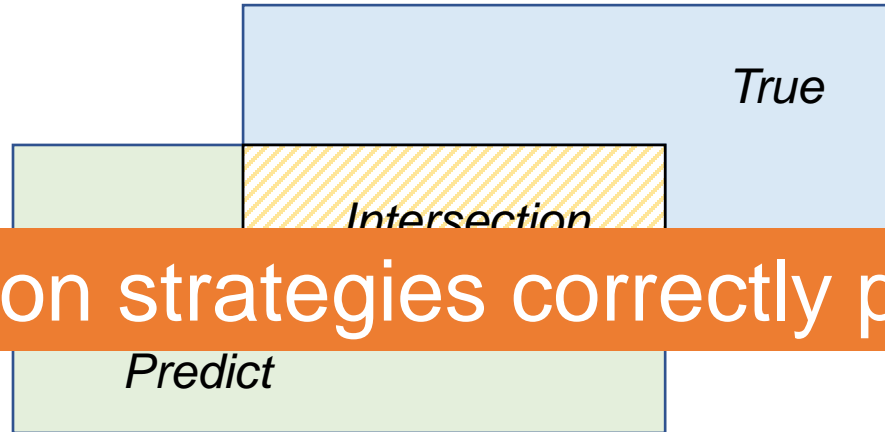 True
Intersection
on strategies correctly p
Predict